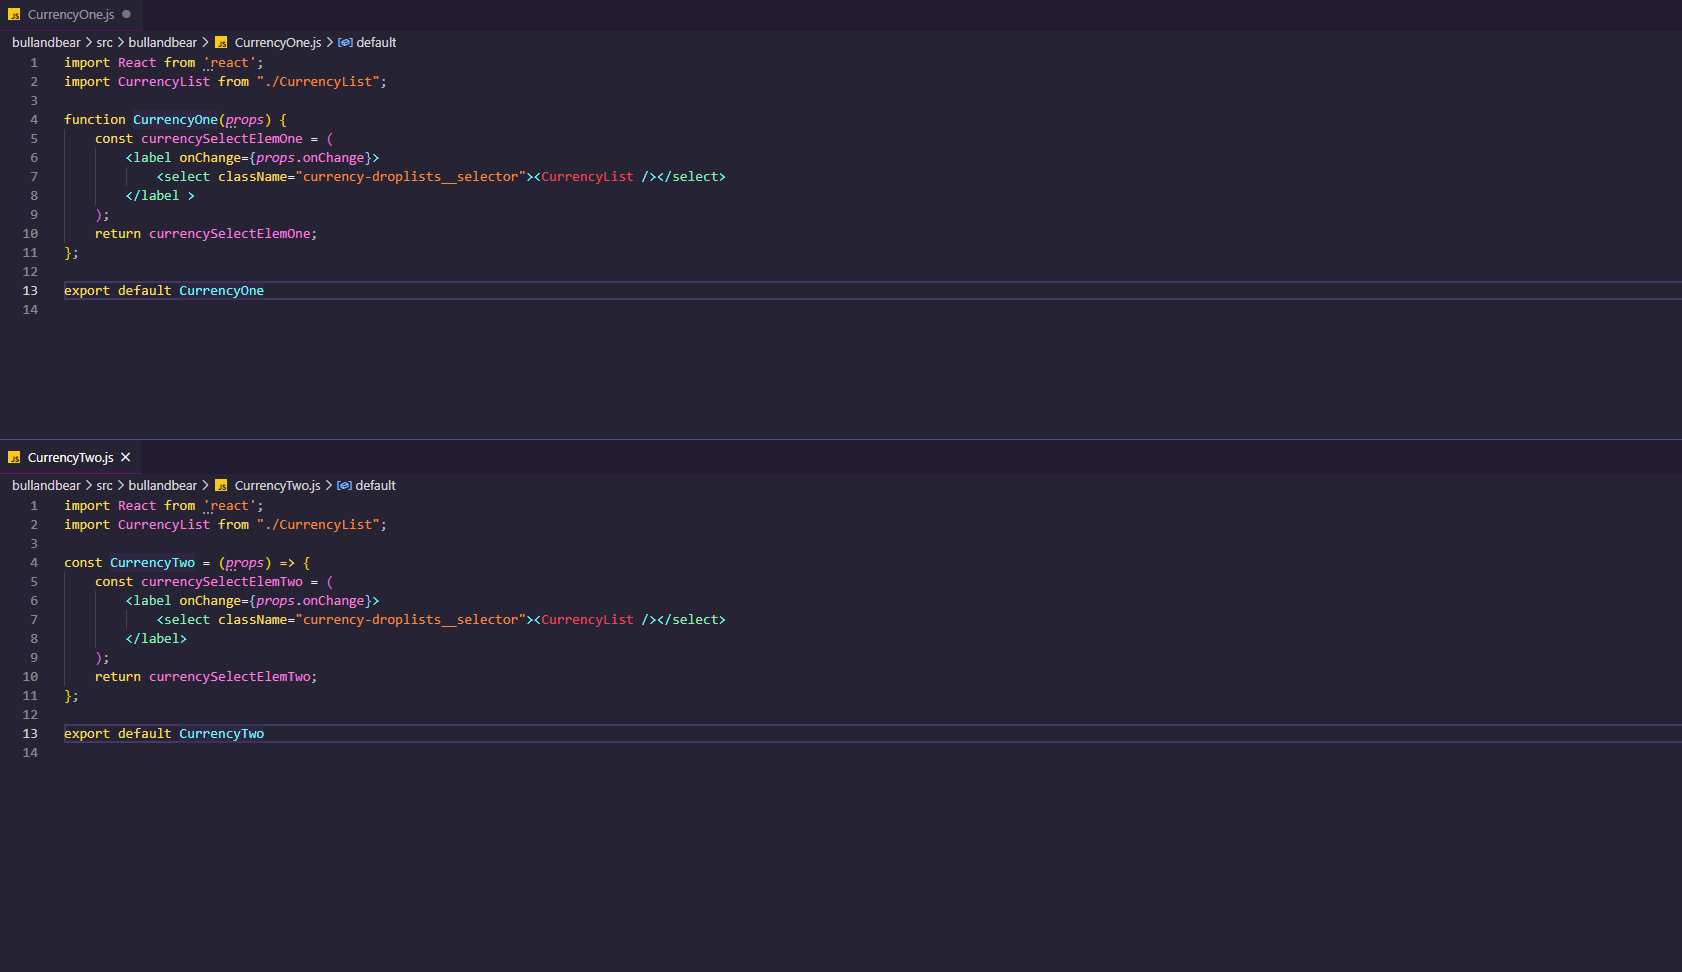 JS CurrencyOne.js
bullandbear > src > bullandbear > JS CurrencyOne.js > default
1 import React from 'react';
2 import CurrencyList from "./CurrencyList";
3
4 function CurrencyOne(props) {
5 const currencySelectElemOne = (
6 <label onChange={props.onChange}>
7 <select className="currency-droplists__selector"><CurrencyList /></select>
8 </label >
9 );
10 return currencySelectElemOne;
11 };
12
13 export default CurrencyOne
14
JS CurrencyTwo.js
bullandbear > src > bullandbear > JS CurrencyTwo.js > default
1 import React from 'react';
2 import CurrencyList from "./CurrencyList";
3
4 const CurrencyTwo = (props) => {
5 const currencySelectElemTwo = (
6 <label onChange={props.onChange}>
7 <select className="currency-droplists__selector"><CurrencyList /></select>
8 </label>
9 );
10 return currencySelectElemTwo;
11 };
12
13 export default CurrencyTwo
14